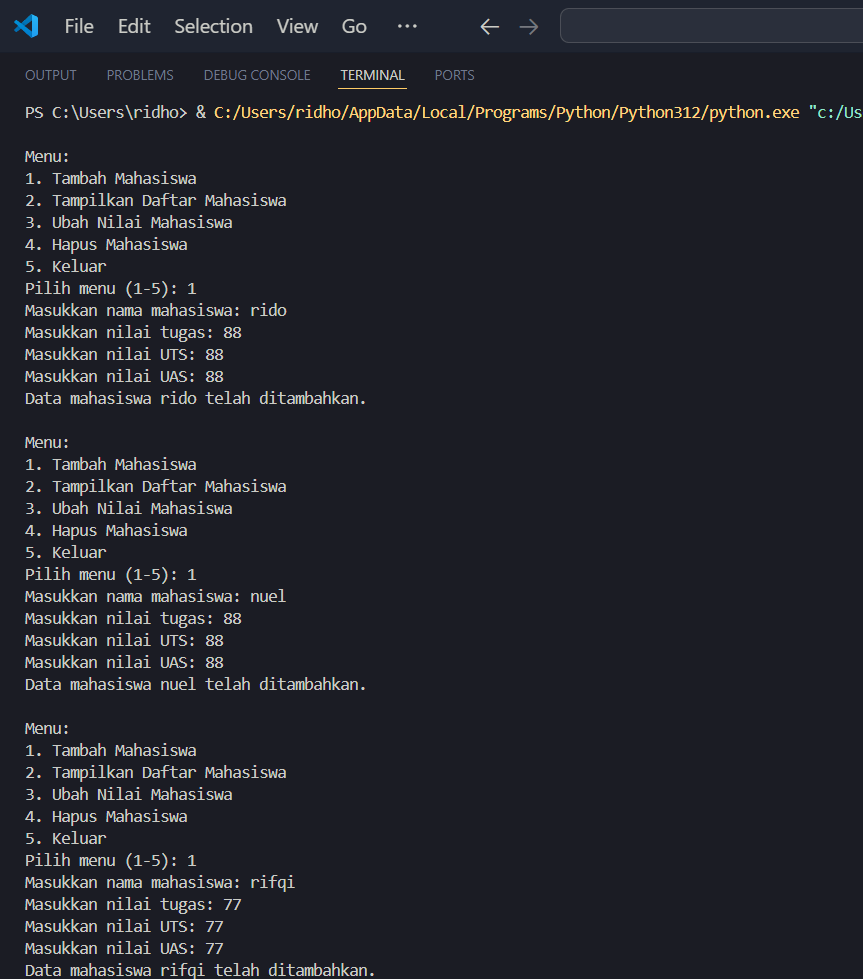 File Edit Selection View Go ...
OUTPUT PROBLEMS DEBUG CONSOLE TERMINAL PORTS
PS C:\Users\ridho> & C:/Users/ridho/AppData/Local/Programs/Python/Python312/python.exe "c:/Us
Menu:
1. Tambah Mahasiswa
2. Tampilkan Daftar Mahasiswa
3. Ubah Nilai Mahasiswa
4. Hapus Mahasiswa
5. Keluar
Pilih menu (1-5): 1
Masukkan nama mahasiswa: rido
Masukkan nilai tugas: 88
Masukkan nilai UTS: 88
Masukkan nilai UAS: 88
Data mahasiswa rido telah ditambahkan.
Menu:
1. Tambah Mahasiswa
2. Tampilkan Daftar Mahasiswa
3. Ubah Nilai Mahasiswa
4. Hapus Mahasiswa
5. Keluar
Pilih menu (1-5): 1
Masukkan nama mahasiswa: nuel
Masukkan nilai tugas: 88
Masukkan nilai UTS: 88
Masukkan nilai UAS: 88
Data mahasiswa nuel telah ditambahkan.
Menu:
1. Tambah Mahasiswa
2. Tampilkan Daftar Mahasiswa
3. Ubah Nilai Mahasiswa
4. Hapus Mahasiswa
5. Keluar
Pilih menu (1-5): 1
Masukkan nama mahasiswa: rifqi
Masukkan nilai tugas: 77
Masukkan nilai UTS: 77
Masukkan nilai UAS: 77
Data mahasiswa rifqi telah ditambahkan.